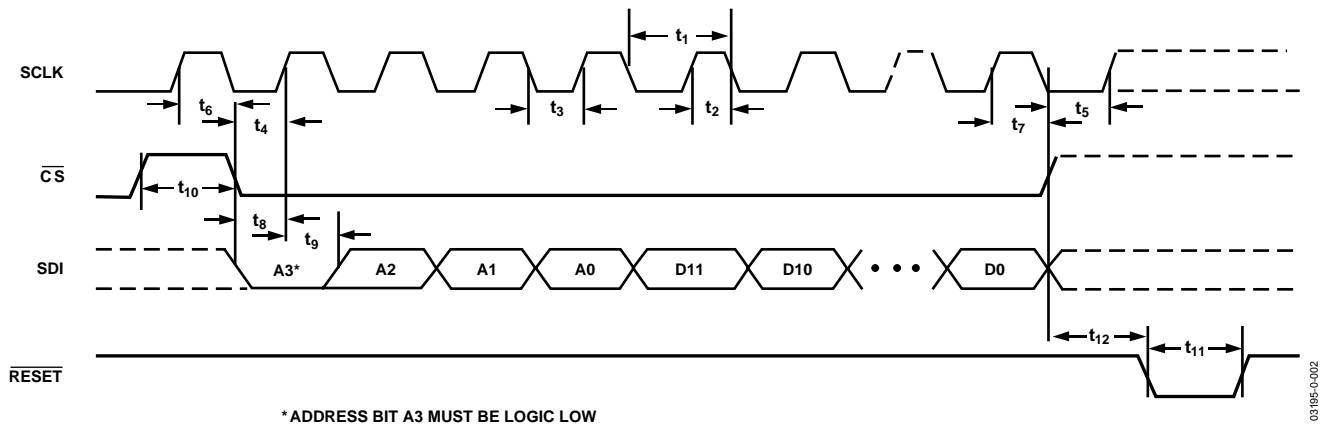 t1
SCLK
t6
t3
t2
t5
t4
t7
CS
t10
t8
t9
SDI
A3*
A2
A1
A0
D11
D10
• • •
D0
t12
t11
RESET
* ADDRESS BIT A3 MUST BE LOGIC LOW
03195-0-002